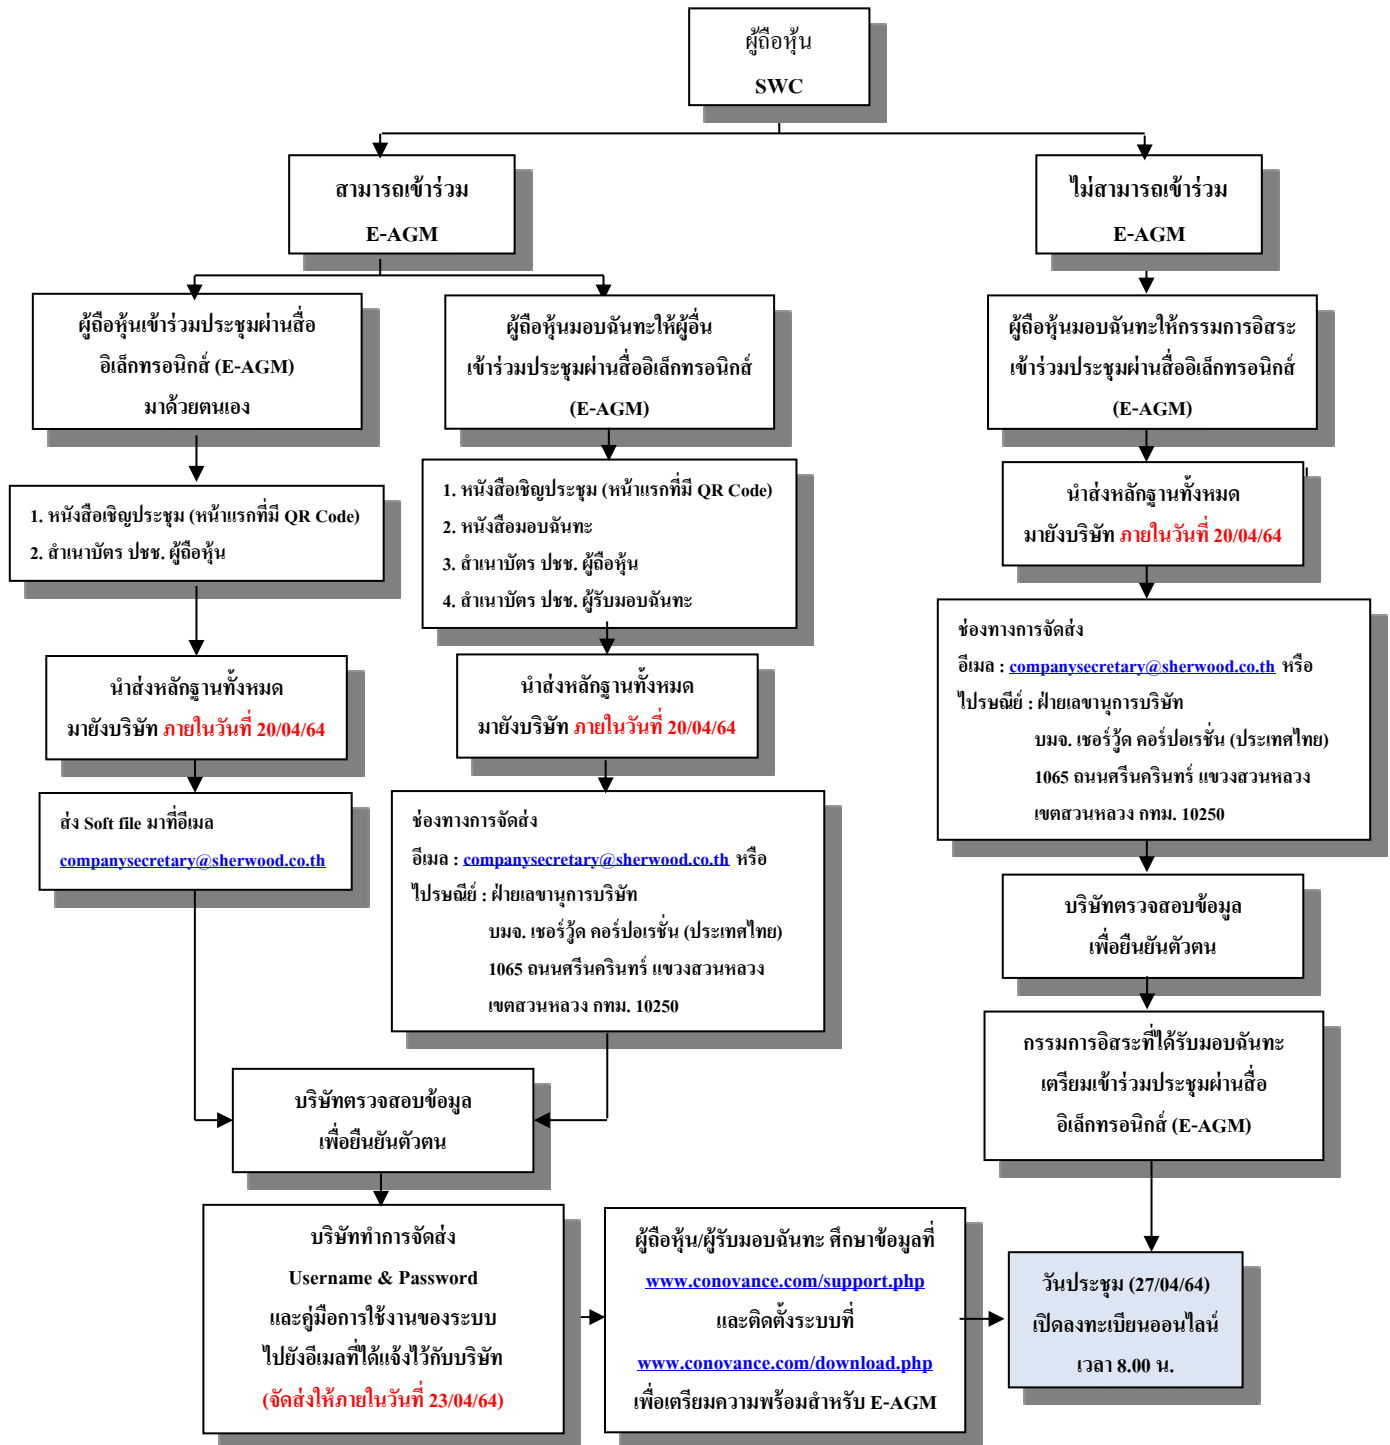 ผู้ถือหุ้น
SWC
สามารถเข้าร่วม
E-AGM
ไม่สามารถเข้าร่วม
E-AGM
ผู้ถือหุ้นเข้าร่วมประชุมผ่านสื่อ
อิเล็กทรอนิกส์ (E-AGM)
มาด้วยตนเอง
ผู้ถือหุ้นมอบฉันทะให้ผู้อื่น
เข้าร่วมประชุมผ่านสื่ออิเล็กทรอนิกส์
(E-AGM)
ผู้ถือหุ้นมอบฉันทะให้กรรมการอิสระ
เข้าร่วมประชุมผ่านสื่ออิเล็กทรอนิกส์
(E-AGM)
1. หนังสือเชิญประชุม (หน้าแรกที่มี QR Code)
2. สำเนาบัตร ปชช. ผู้ถือหุ้น
1. หนังสือเชิญประชุม (หน้าแรกที่มี QR Code)
2. หนังสือมอบฉันทะ
3. สำเนาบัตร ปชช. ผู้ถือหุ้น
4. สำเนาบัตร ปชช. ผู้รับมอบฉันทะ
นำส่งหลักฐานทั้งหมด
มายังบริษัท ภายในวันที่ 20/04/64
นำส่งหลักฐานทั้งหมด
มายังบริษัท ภายในวันที่ 20/04/64
นำส่งหลักฐานทั้งหมด
มายังบริษัท ภายในวันที่ 20/04/64
ช่องทางการจัดส่ง
อีเมล : companysecretary@sherwood.co.th หรือ
ไปรษณีย์ : ฝ่ายเลขานุการบริษัท
บมจ. เชอร์วู้ด คอร์ปอเรชั่น (ประเทศไทย)
1065 ถนนศรีนครินทร์ แขวงสวนหลวง
เขตสวนหลวง กทม. 10250
ส่ง Soft file มาที่อีเมล
companysecretary@sherwood.co.th
ช่องทางการจัดส่ง
อีเมล : companysecretary@sherwood.co.th หรือ
ไปรษณีย์ : ฝ่ายเลขานุการบริษัท
บมจ. เชอร์วู้ด คอร์ปอเรชั่น (ประเทศไทย)
1065 ถนนศรีนครินทร์ แขวงสวนหลวง
เขตสวนหลวง กทม. 10250
บริษัทตรวจสอบข้อมูล
เพื่อยืนยันตัวตน
กรรมการอิสระที่ได้รับมอบฉันทะ
เตรียมเข้าร่วมประชุมผ่านสื่อ
อิเล็กทรอนิกส์ (E-AGM)
บริษัทตรวจสอบข้อมูล
เพื่อยืนยันตัวตน
บริษัททำการจัดส่ง
Username & Password
และคู่มือการใช้งานของระบบ
ไปยังอีเมลที่ได้แจ้งไว้กับบริษัท
(จัดส่งให้ภายในวันที่ 23/04/64)
ผู้ถือหุ้น/ผู้รับมอบฉันทะ ศึกษาข้อมูลที่
www.conovance.com/support.php
และติดตั้งระบบที่
www.conovance.com/download.php
เพื่อเตรียมความพร้อมสำหรับ E-AGM
วันประชุม (27/04/64)
เปิดลงทะเบียนออนไลน์
เวลา 8.00 น.